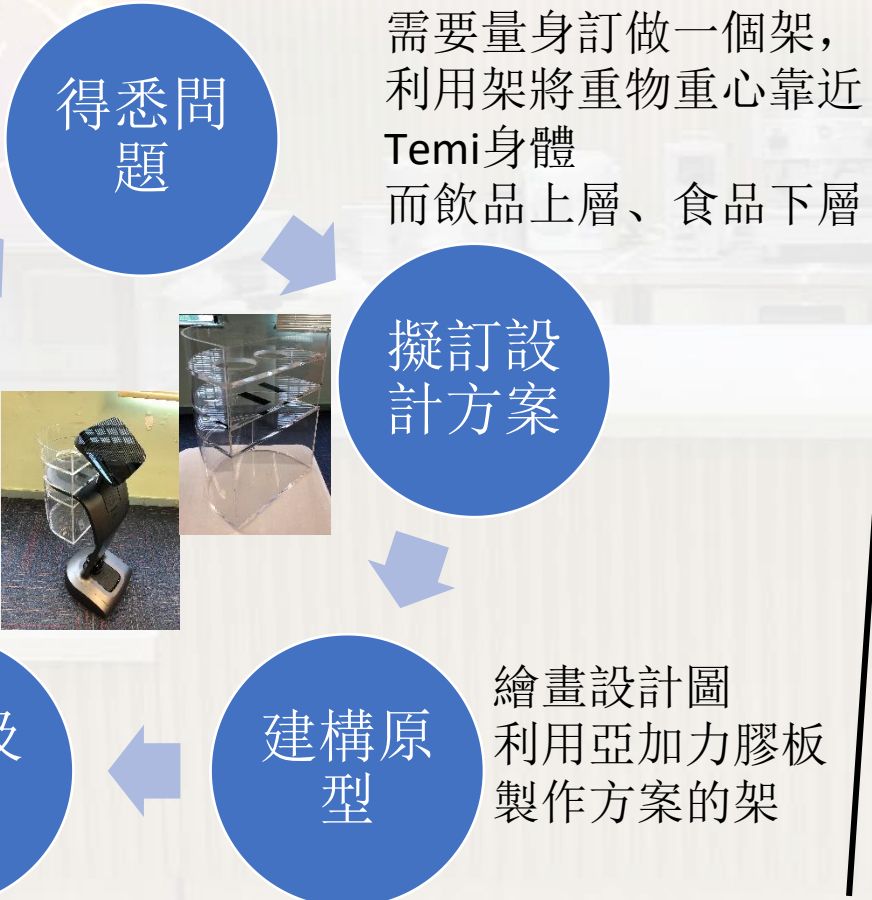 需要量身訂做一個架，
利用架將重物重心靠近
Temi身體
而飲品上層、食品下層
得悉問
題
擬訂設
計方案
建構原
型
繪畫設計圖
利用亞加力膠板
製作方案的架
及